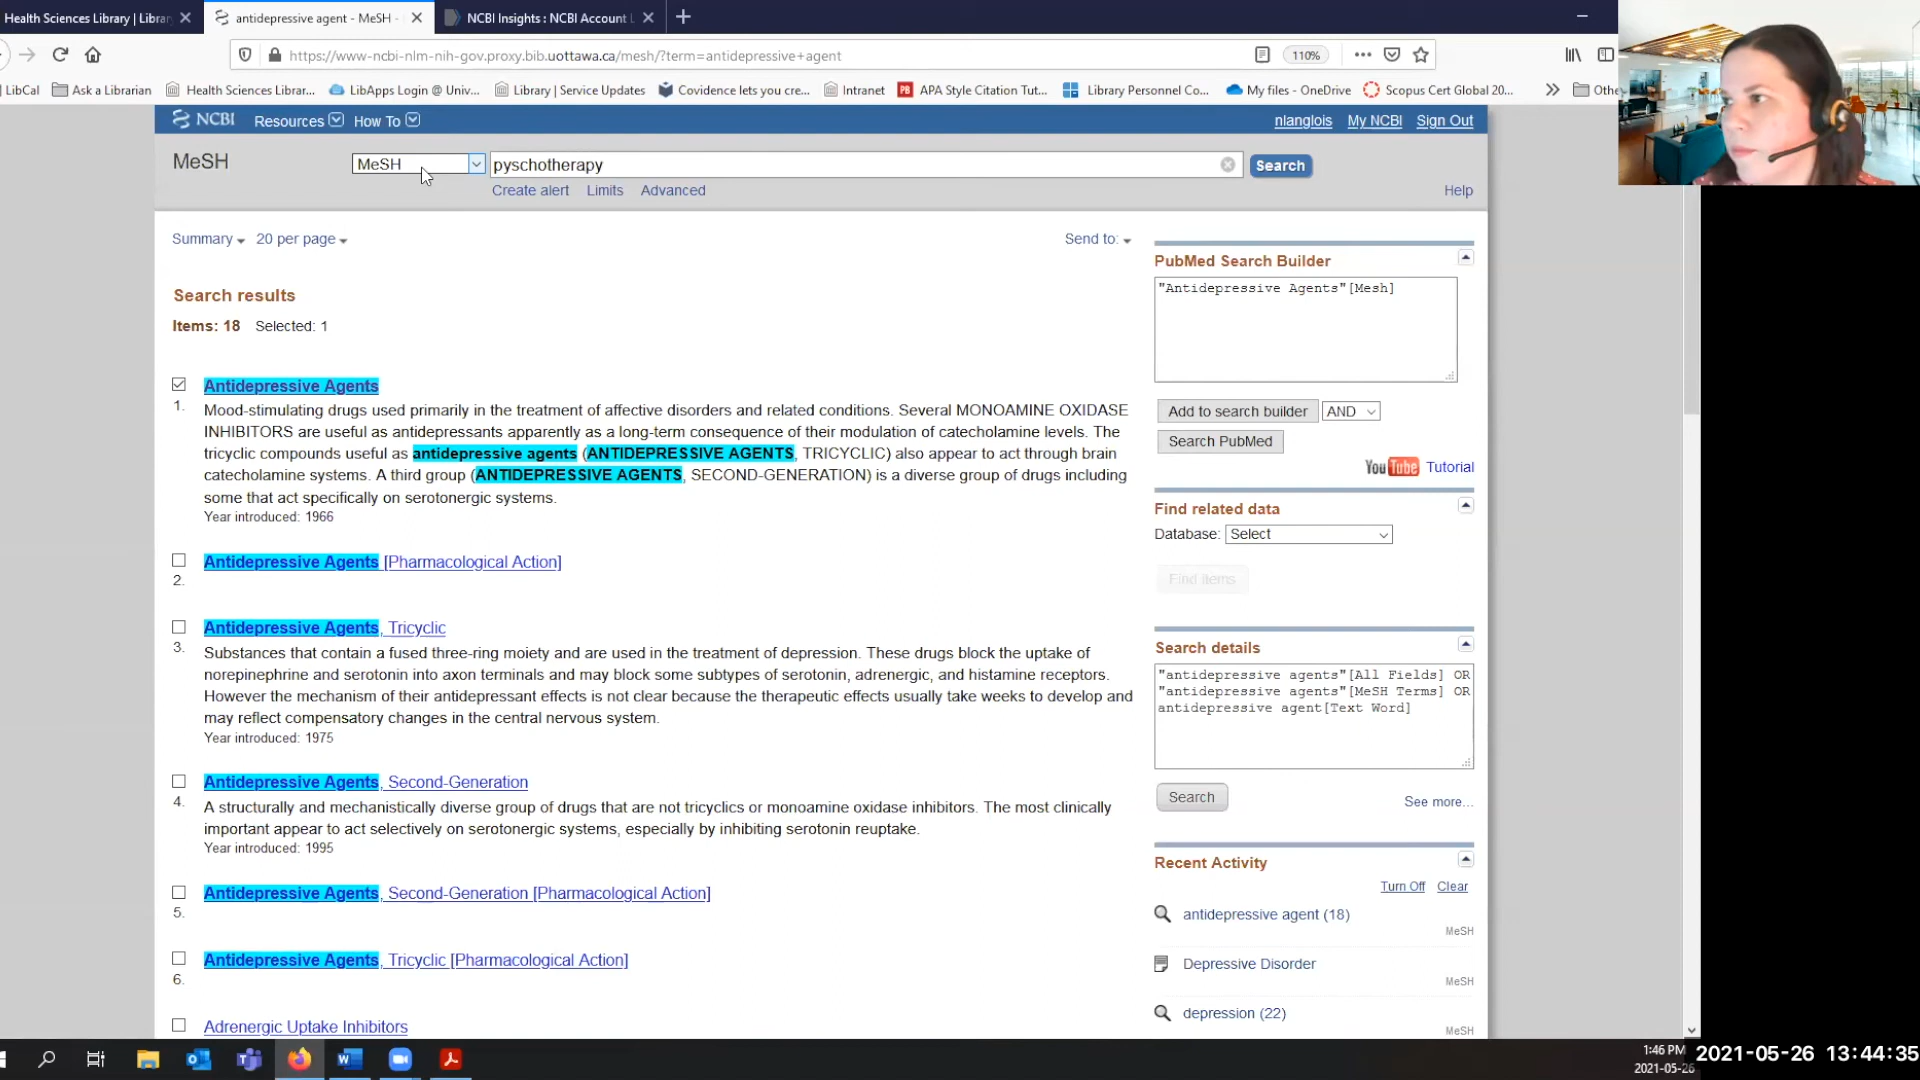 Health Sciences Library | Librar
antidepressive agent - MeSH -
NCBI Insights : NCBI Account L
https://www-ncbi-nlm-nih-gov.proxy.bib.uottawa.ca/mesh/?term=antidepressive+agent
110%
LibCal
Ask a Librarian
Health Sciences Librar...
LibApps Login @ Univ...
Library | Service Updates
Covidence lets you cre...
Intranet
APA Style Citation Tut...
Library Personnel Co...
My files - OneDrive
Scopus Cert Global 20...
Othe
NCBI Resources How To
nlanglois My NCBI Sign Out
MeSH
MeSH
pyschotherapy
Search
Create alert Limits Advanced
Help
Summary 20 per page
Send to:
Search results
Items: 18 Selected: 1
Antidepressive Agents
1.
Mood-stimulating drugs used primarily in the treatment of affective disorders and related conditions. Several MONOAMINE OXIDASE
INHIBITORS are useful as antidepressants apparently as a long-term consequence of their modulation of catecholamine levels. The
tricyclic compounds useful as antidepressive agents (ANTIDEPRESSIVE AGENTS, TRICYCLIC) also appear to act through brain
catecholamine systems. A third group (ANTIDEPRESSIVE AGENTS, SECOND-GENERATION) is a diverse group of drugs including
some that act specifically on serotonergic systems.
Year introduced: 1966
Antidepressive Agents [Pharmacological Action]
2.
Antidepressive Agents, Tricyclic
3.
Substances that contain a fused three-ring moiety and are used in the treatment of depression. These drugs block the uptake of
norepinephrine and serotonin into axon terminals and may block some subtypes of serotonin, adrenergic, and histamine receptors.
However the mechanism of their antidepressant effects is not clear because the therapeutic effects usually take weeks to develop and
may reflect compensatory changes in the central nervous system.
Year introduced: 1975
Antidepressive Agents, Second-Generation
4.
A structurally and mechanistically diverse group of drugs that are not tricyclics or monoamine oxidase inhibitors. The most clinically
important appear to act selectively on serotonergic systems, especially by inhibiting serotonin reuptake.
Year introduced: 1995
Antidepressive Agents, Second-Generation [Pharmacological Action]
5.
Antidepressive Agents, Tricyclic [Pharmacological Action]
6.
Adrenergic Uptake Inhibitors
PubMed Search Builder
"Antidepressive Agents"[Mesh]
Add to search builder AND
Search PubMed
YouTube Tutorial
Find related data
Database: Select
Find items
Search details
"antidepressive agents"[All Fields] OR
"antidepressive agents"[MeSH Terms] OR
antidepressive agent[Text Word]
Search
See more...
Recent Activity
Turn Off Clear
antidepressive agent (18)
MeSH
Depressive Disorder
MeSH
depression (22)
MeSH
1:46 PM
2021-05-26
2021-05-26 13:44:35